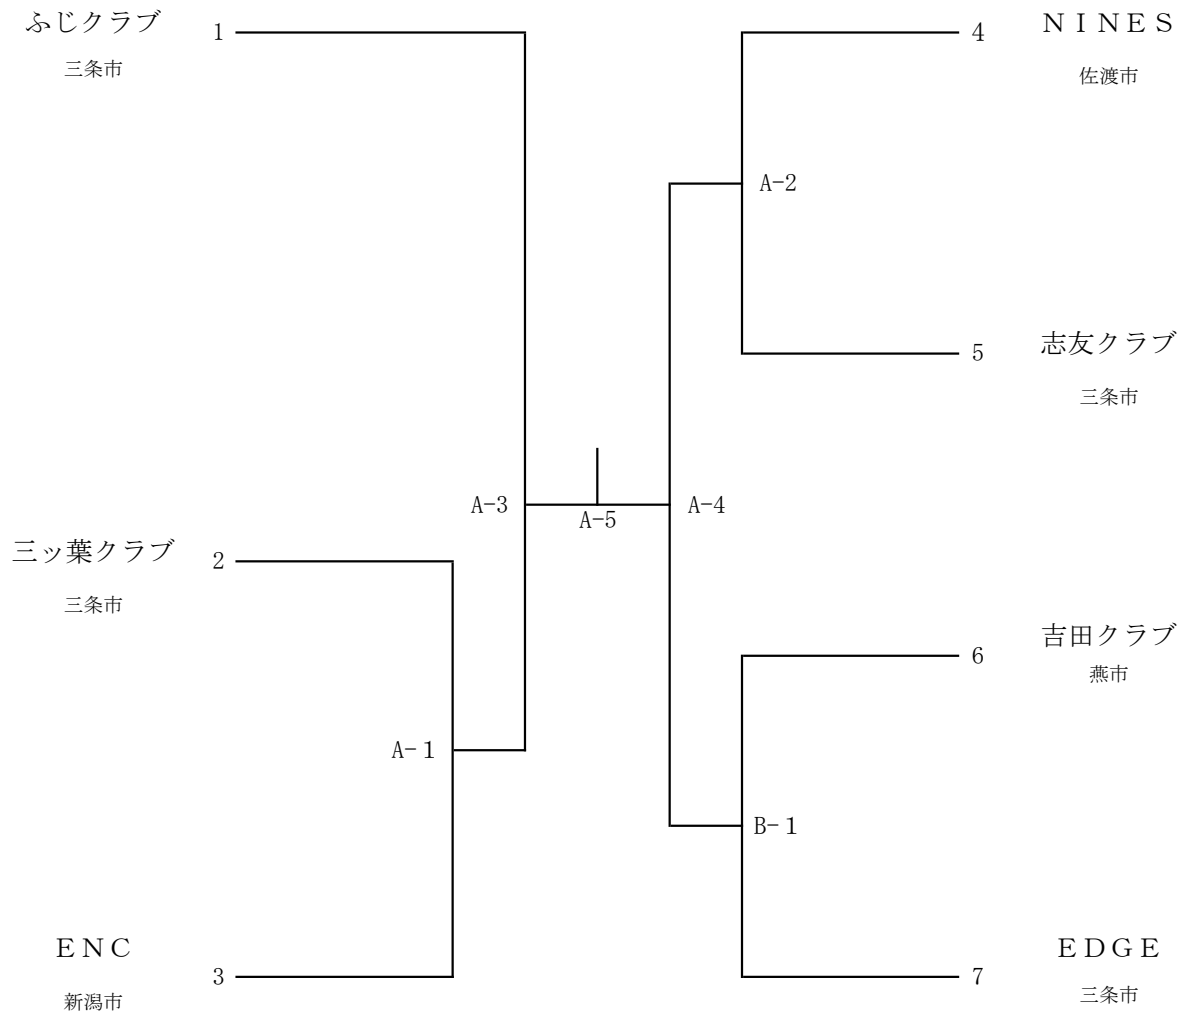 ふじクラブ
1
三条市
4
ＮＩＮＥＳ
佐渡市
A-2
5
志友クラブ
三条市
A-3
A-5
A-4
三ッ葉クラブ
2
三条市
6
吉田クラブ
燕市
A-１
B-１
ＥＮＣ
3
新潟市
7
ＥＤＧＥ
三条市